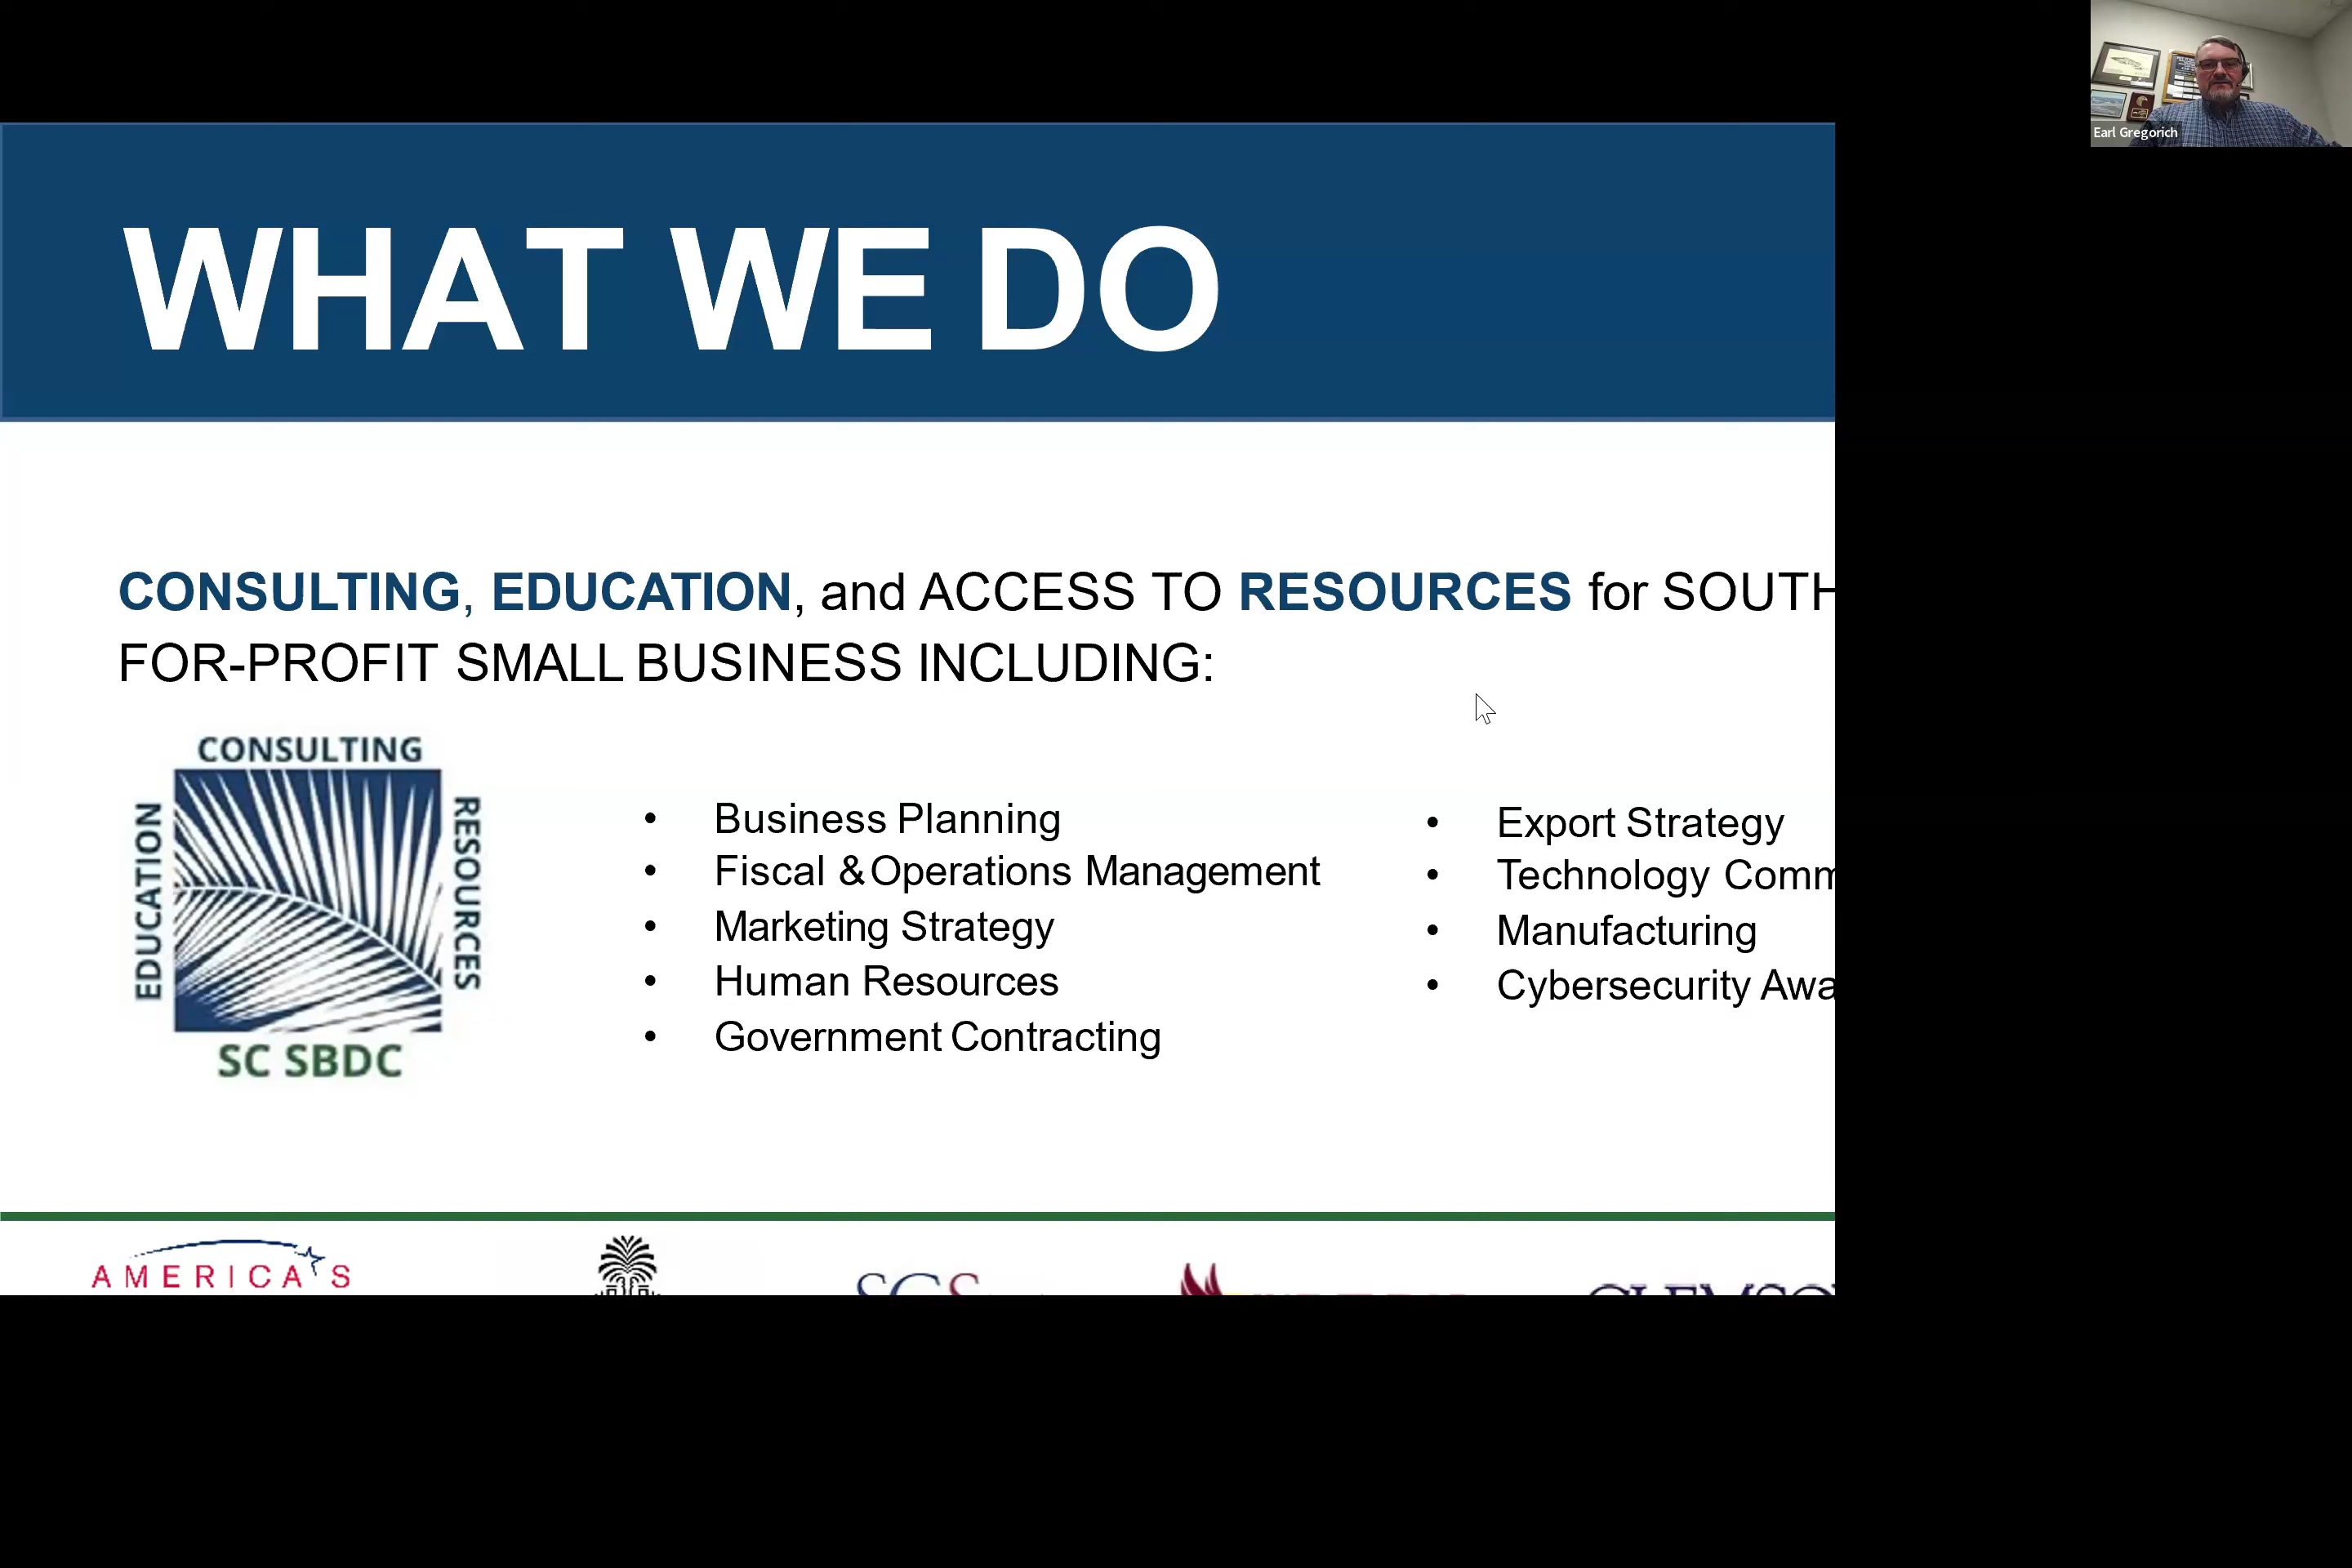 Earl Gregorich
WHAT WE DO
CONSULTING, EDUCATION, and ACCESS TO RESOURCES for SOUTH
FOR-PROFIT SMALL BUSINESS INCLUDING:
CONSULTING
EDUCATION
RESOURCES
SC SBDC
• Business Planning
• Fiscal & Operations Management
• Marketing Strategy
• Human Resources
• Government Contracting
• Export Strategy
• Technology Comm
• Manufacturing
• Cybersecurity Awa
AMERICA'S